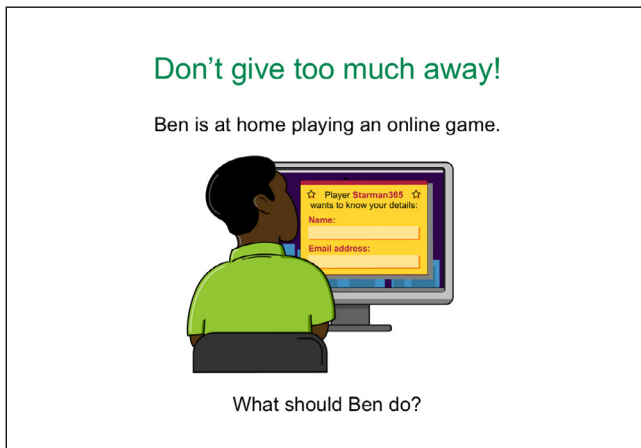 Don't give too much away!
Ben is at home playing an online game.
Player Starman365
wants to know your details:
Name:
Email address:
What should Ben do?